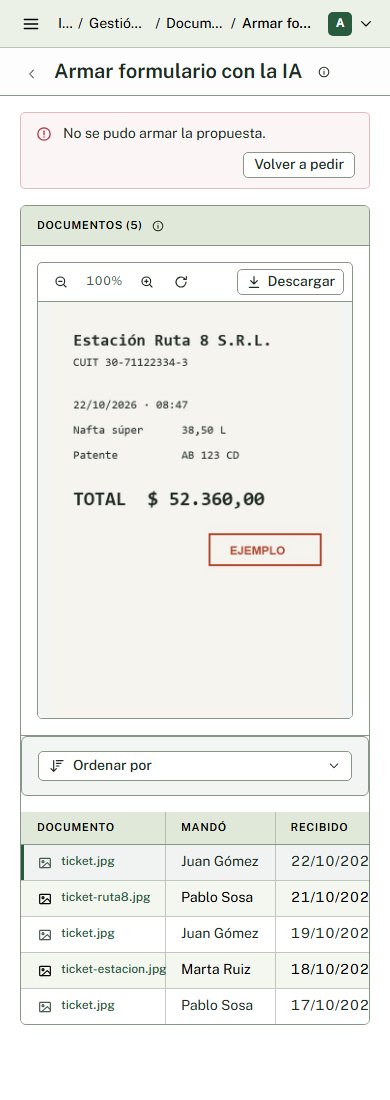 I... / Gestió... / Docum... / Armar fo... A
Armar formulario con la IA
No se pudo armar la propuesta.
Volver a pedir
DOCUMENTOS (5)
100% Descargar
Estación Ruta 8 S.R.L.
CUIT 30-71122334-3
22/10/2026 · 08:47
Nafta súper 38,50 L
Patente AB 123 CD
TOTAL $ 52.360,00
EJEMPLO
Ordenar por
DOCUMENTO MANDÓ RECIBIDO
ticket.jpg Juan Gómez 22/10/202
ticket-ruta8.jpg Pablo Sosa 21/10/202
ticket.jpg Juan Gómez 19/10/202
ticket-estacion.jpg Marta Ruiz 18/10/202
ticket.jpg Pablo Sosa 17/10/202